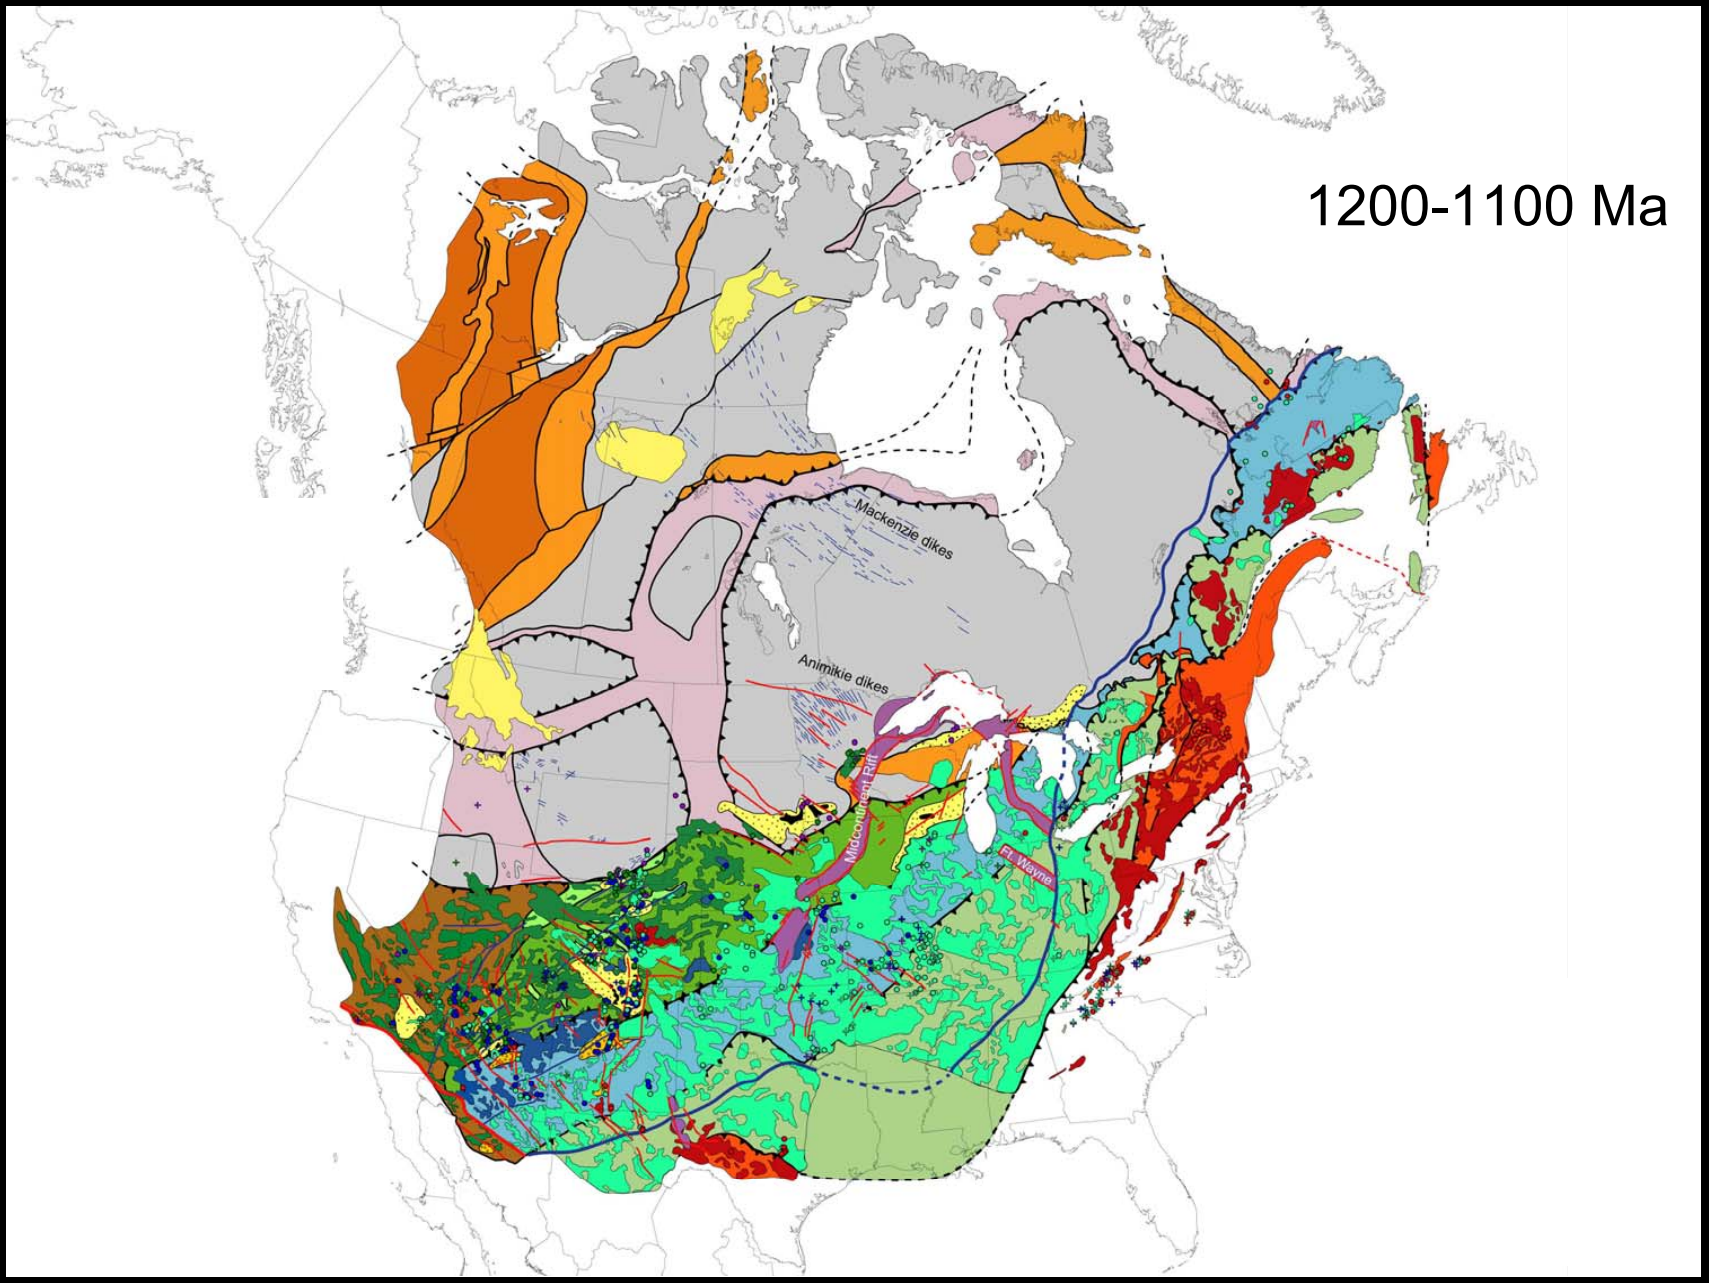 1200-1100 Ma
Mackenzie dikes
Animikie dikes
Midcontinent Rift
Ft. Wayne